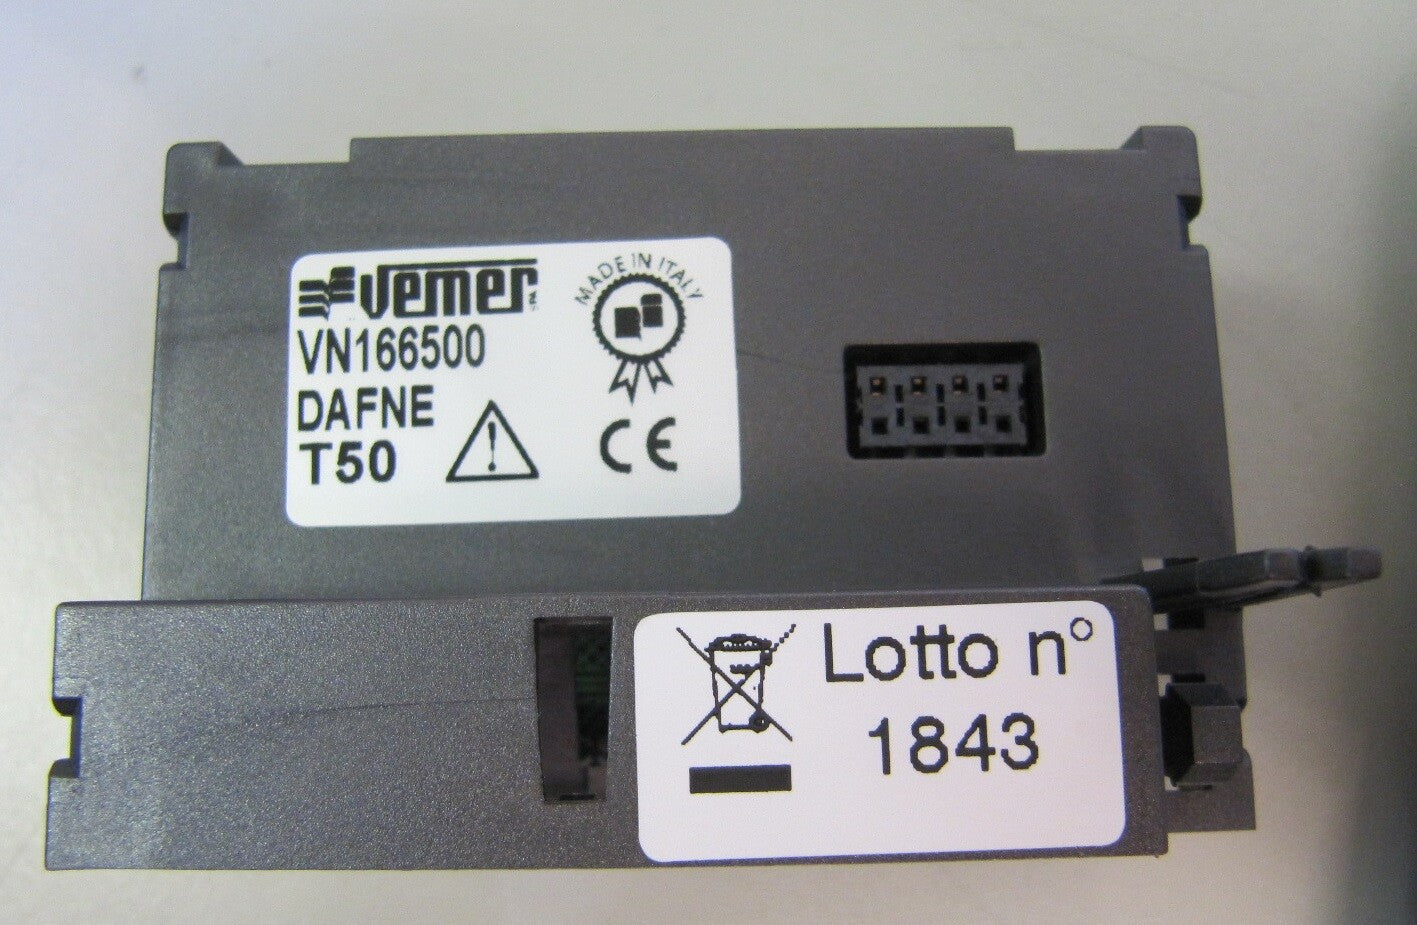 Vemer
VN166500
DAFNE
T50
MADE IN ITALY
CE
Lotto n°
1843